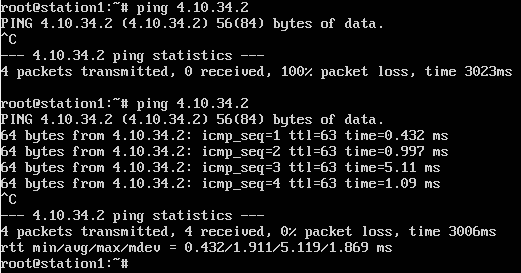 root@station1:~# ping 4.10.34.2
PING 4.10.34.2 (4.10.34.2) 56(84) bytes of data.
^C
--- 4.10.34.2 ping statistics ---
4 packets transmitted, 0 received, 100% packet loss, time 3023ms

root@station1:~# ping 4.10.34.2
PING 4.10.34.2 (4.10.34.2) 56(84) bytes of data.
64 bytes from 4.10.34.2: icmp_seq=1 ttl=63 time=0.432 ms
64 bytes from 4.10.34.2: icmp_seq=2 ttl=63 time=0.997 ms
64 bytes from 4.10.34.2: icmp_seq=3 ttl=63 time=5.11 ms
64 bytes from 4.10.34.2: icmp_seq=4 ttl=63 time=1.09 ms
^C
--- 4.10.34.2 ping statistics ---
4 packets transmitted, 4 received, 0% packet loss, time 3006ms
rtt min/avg/max/mdev = 0.432/1.911/5.119/1.869 ms
root@station1:~#